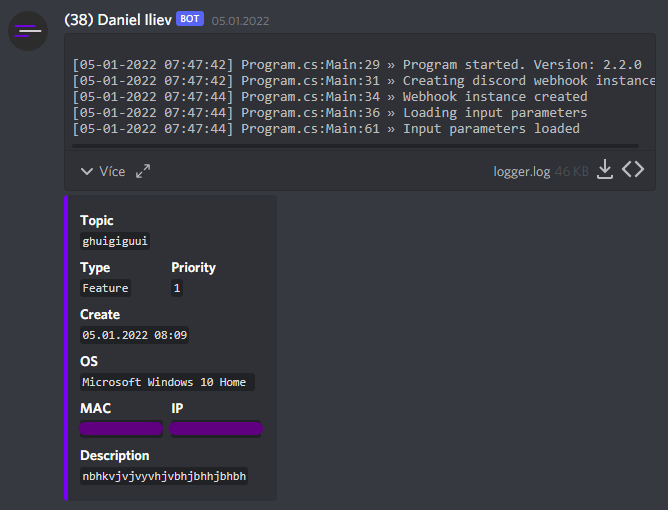 (38) Daniel Iliev BOT 05.01.2022
[05-01-2022 07:47:42] Program.cs:Main:29 » Program started. Version: 2.2.0
[05-01-2022 07:47:42] Program.cs:Main:31 » Creating discord webhook instance
[05-01-2022 07:47:44] Program.cs:Main:34 » Webhook instance created
[05-01-2022 07:47:44] Program.cs:Main:36 » Loading input parameters
[05-01-2022 07:47:44] Program.cs:Main:61 » Input parameters loaded
Více logger.log 46 KB
Topic
ghuigiguui
Type Priority
Feature 1
Create
05.01.2022 08:09
OS
Microsoft Windows 10 Home
MAC IP
Description
nbhkvjvjvyvhjvbhjbhhjbhbh